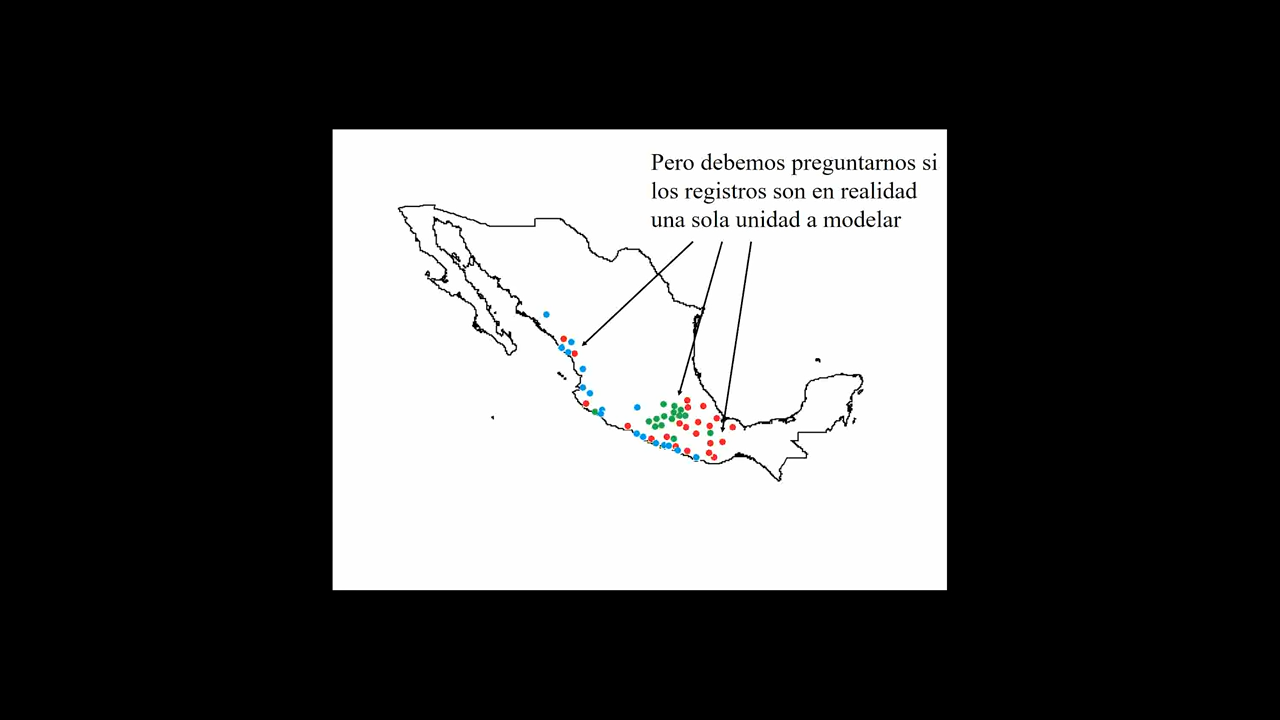 Pero debemos preguntarnos si
los registros son en realidad
una sola unidad a modelar